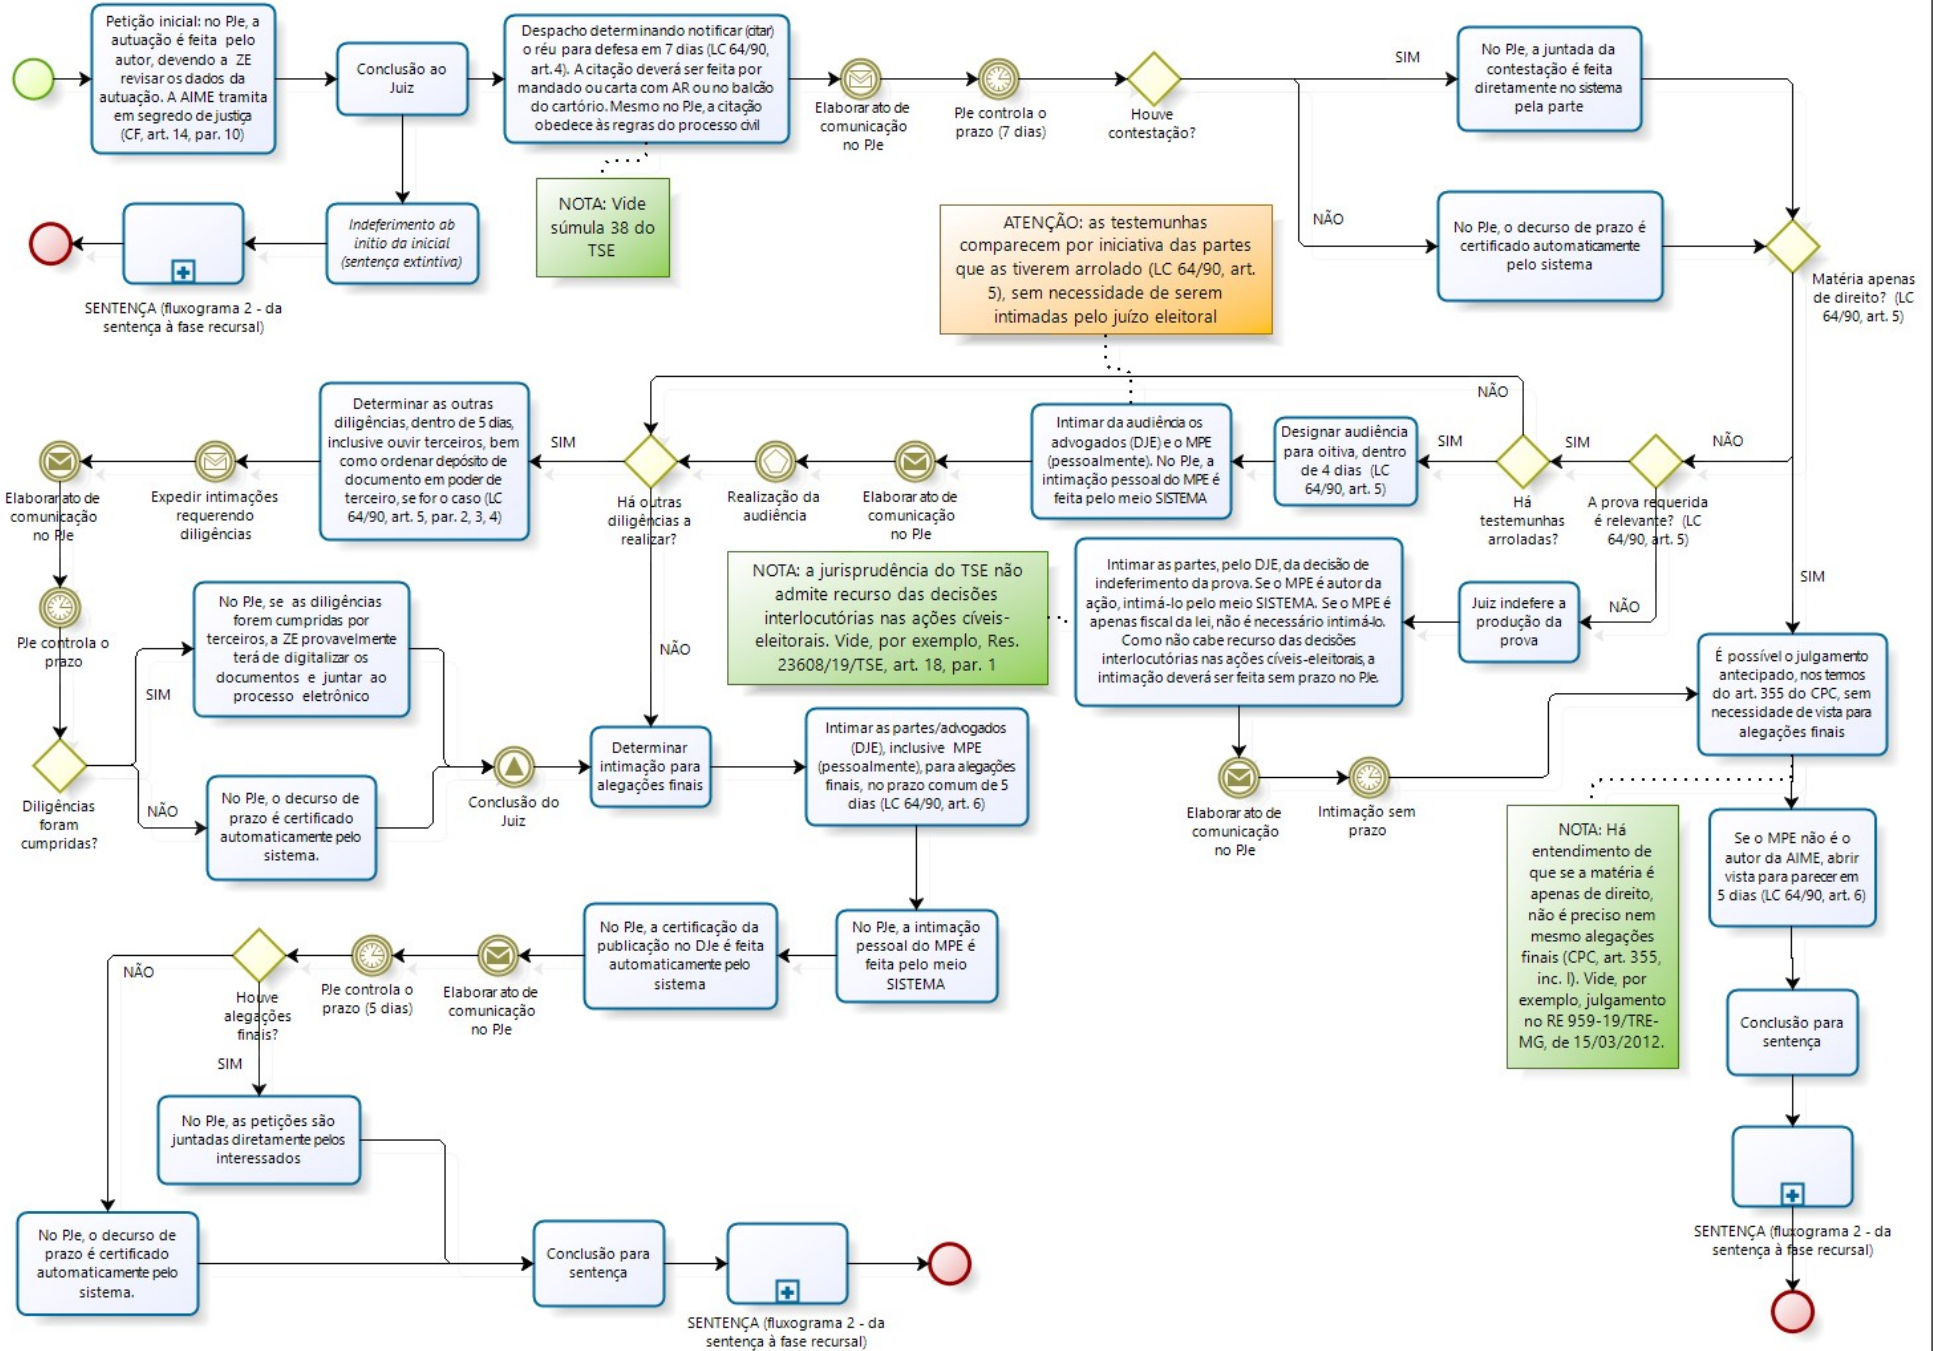 Petição inicial: no PJe, a
autuação é feita pelo
autor, devendo a ZE
revisar os dados da
autuação. A AIME tramita
em segredo de justiça
(CF, art. 14, par. 10)
Conclusão ao
Juiz
Despacho determinando notificar (citar)
o réu para defesa em 7 dias (LC 64/90,
art. 4). A citação deverá ser feita por
mandado ou carta com AR ou no balcão
do cartório. Mesmo no PJe, a citação
obedece às regras do processo civil
Elaborar ato de
comunicação
no PJe
PJe controla o
prazo (7 dias)
Houve
contestação?
SIM
No PJe, a juntada da
contestação é feita
diretamente no sistema
pela parte
NÃO
No PJe, o decurso de prazo é
certificado automaticamente
pelo sistema
Matéria apenas
de direito? (LC
64/90, art. 5)
Indeferimento ab
initio da inicial
(sentença extintiva)
SENTENÇA (fluxograma 2 - da
sentença à fase recursal)
NOTA: Vide
súmula 38 do
TSE
ATENÇÃO: as testemunhas
comparecem por iniciativa das partes
que as tiverem arrolado (LC 64/90, art.
5), sem necessidade de serem
intimadas pelo juízo eleitoral
NÃO
A prova requerida
é relevante? (LC
64/90, art. 5)
SIM
Há
testemunhas
arroladas?
NÃO
SIM
Designar audiência
para oitiva, dentro
de 4 dias (LC
64/90, art. 5)
Intimar da audiência os
advogados (DJE) e o MPE
(pessoalmente). No PJe, a
intimação pessoal do MPE é
feita pelo meio SISTEMA
Elaborar ato de
comunicação
no PJe
Realização da
audiência
Há outras
diligências a
realizar?
SIM
Determinar as outras
diligências, dentro de 5 dias,
inclusive ouvir terceiros, bem
como ordenar depósito de
documento em poder de
terceiro, se for o caso (LC
64/90, art. 5, par. 2, 3, 4)
Expedir intimações
requerendo
diligências
Elaborar ato de
comunicação
no PJe
PJe controla o
prazo
Diligências
foram
cumpridas?
SIM
No PJe, se as diligências
forem cumpridas por
terceiros, a ZE provavelmente
terá de digitalizar os
documentos e juntar ao
processo eletrônico
NÃO
No PJe, o decurso de
prazo é certificado
automaticamente pelo
sistema.
Conclusão do
Juiz
NÃO
Determinar
intimação para
alegações finais
Intimar as partes/advogados
(DJE), inclusive MPE
(pessoalmente), para alegações
finais, no prazo comum de 5
dias (LC 64/90, art. 6)
NÃO
Juiz indefere a
produção da
prova
Intimar as partes, pelo DJE, da decisão de
indeferimento da prova. Se o MPE é autor da
ação, intimá-lo pelo meio SISTEMA. Se o MPE é
apenas fiscal da lei, não é necessário intimá-lo.
Como não cabe recurso das decisões
interlocutórias nas ações cíveis-eleitorais, a
intimação deverá ser feita sem prazo no PJe.
NOTA: a jurisprudência do TSE não
admite recurso das decisões
interlocutórias nas ações cíveis-
eleitorais. Vide, por exemplo, Res.
23608/19/TSE, art. 18, par. 1
Elaborar ato de
comunicação
no PJe
Intimação sem
prazo
SIM
É possível o julgamento
antecipado, nos termos
do art. 355 do CPC, sem
necessidade de vista para
alegações finais
NOTA: Há
entendimento de
que se a matéria é
apenas de direito,
não é preciso nem
mesmo alegações
finais (CPC, art. 355,
inc. I). Vide, por
exemplo, julgamento
no RE 959-19/TRE-
MG, de 15/03/2012.
Se o MPE não é o
autor da AIME, abrir
vista para parecer em
5 dias (LC 64/90, art. 6)
Conclusão para
sentença
SENTENÇA (fluxograma 2 - da
sentença à fase recursal)
No PJe, a intimação
pessoal do MPE é
feita pelo meio
SISTEMA
No PJe, a certificação da
publicação no DJe é feita
automaticamente pelo
sistema
Elaborar ato de
comunicação
no PJe
PJe controla o
prazo (5 dias)
Houve
alegações
finais?
NÃO
SIM
No PJe, as petições são
juntadas diretamente pelos
interessados
No PJe, o decurso de
prazo é certificado
automaticamente pelo
sistema.
Conclusão para
sentença
SENTENÇA (fluxograma 2 - da
sentença à fase recursal)